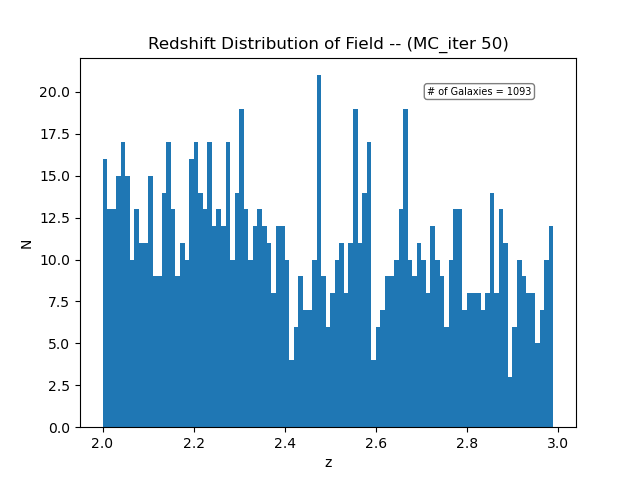 Redshift Distribution of Field -- (MC_iter 50)
# of Galaxies = 1093
20.0
17.5
15.0
12.5
10.0
7.5
5.0
2.5
0.0
N
2.0 2.2 2.4 2.6 2.8 3.0
z